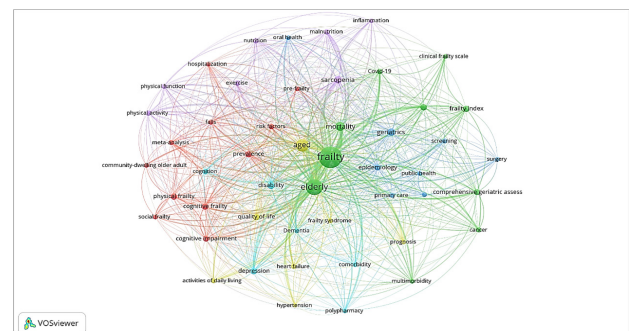 inflammation
malnutrition
nutrition
oral health
clinical frailty scale
hospitalization
Covid-19
sarcopenia
exercise
physical function
pre-frailty
frailty index
physical activity
falls
risk factors
mortality
geriatrics
meta-analysis
aged
screening
prevalence
frailty
surgery
community-dwelling older adult
cognition
epidemiology
public health
disability
elderly
physical frailty
primary care
comprehensive geriatric assess
cognitive frailty
social frailty
quality of life
frailty syndrome
Dementia
cancer
cognitive impairment
prognosis
depression
heart failure
comorbidity
activities of daily living
multimorbidity
hypertension
polypharmacy
VOSviewer